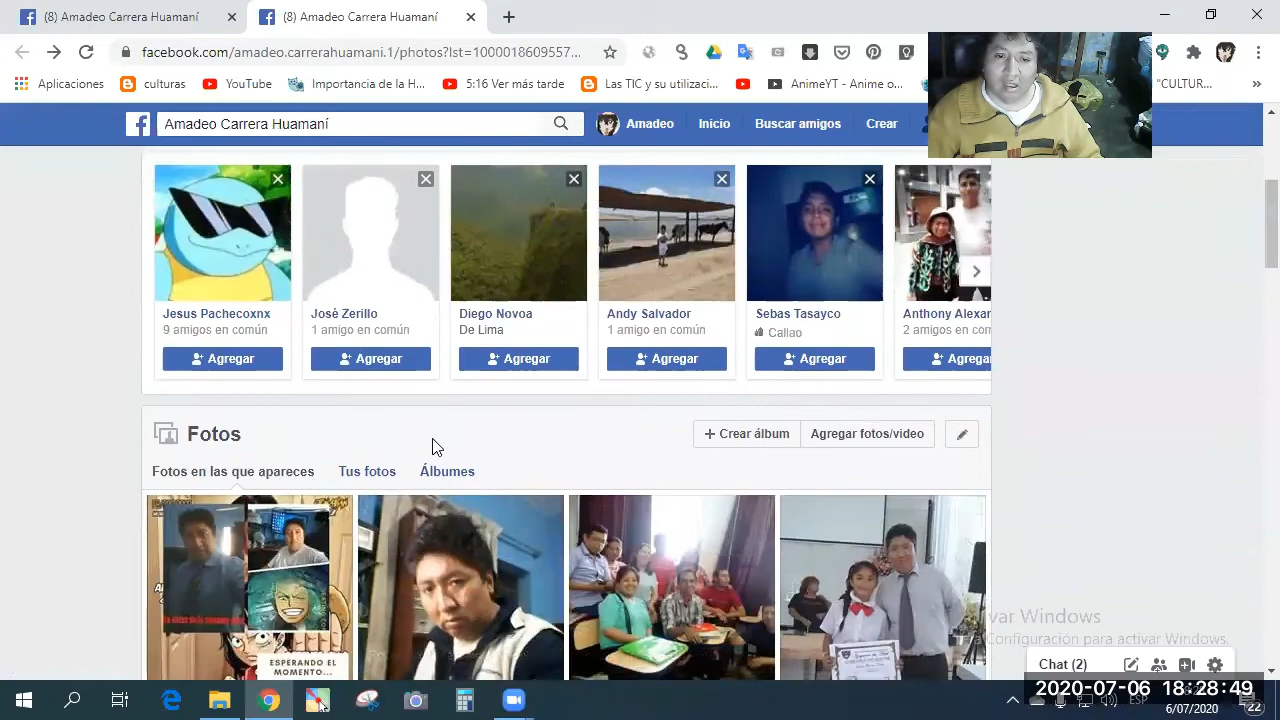 (8) Amadeo Carrera Huamaní
(8) Amadeo Carrera Huamaní
facebook.com/amadeo.carrerahuamani.1/photos?lst=1000018609557...
Aplicaciones
culturas
YouTube
Importancia de la H...
5:16 Ver más tarde
Las TIC y su utilizaci...
AnimeYT - Anime o...
"CULTUR...
Amadeo Carrera Huamaní
Amadeo
Inicio
Buscar amigos
Crear
Jesus Pachecoxnx
9 amigos en común
Agregar
José Zerillo
1 amigo en común
Agregar
Diego Novoa
De Lima
Agregar
Andy Salvador
1 amigo en común
Agregar
Sebas Tasayco
Callao
Agregar
Anthony Alexar
2 amigos en com
Agregar
Fotos
+ Crear álbum
Agregar fotos/video
Fotos en las que apareces
Tus fotos
Álbumes
ESPERANDO EL
MOMENTO...
var Windows
Configuración para activar Windows.
Chat (2)
2020-07-06 18:28:49
ESP
6/07/2020
22